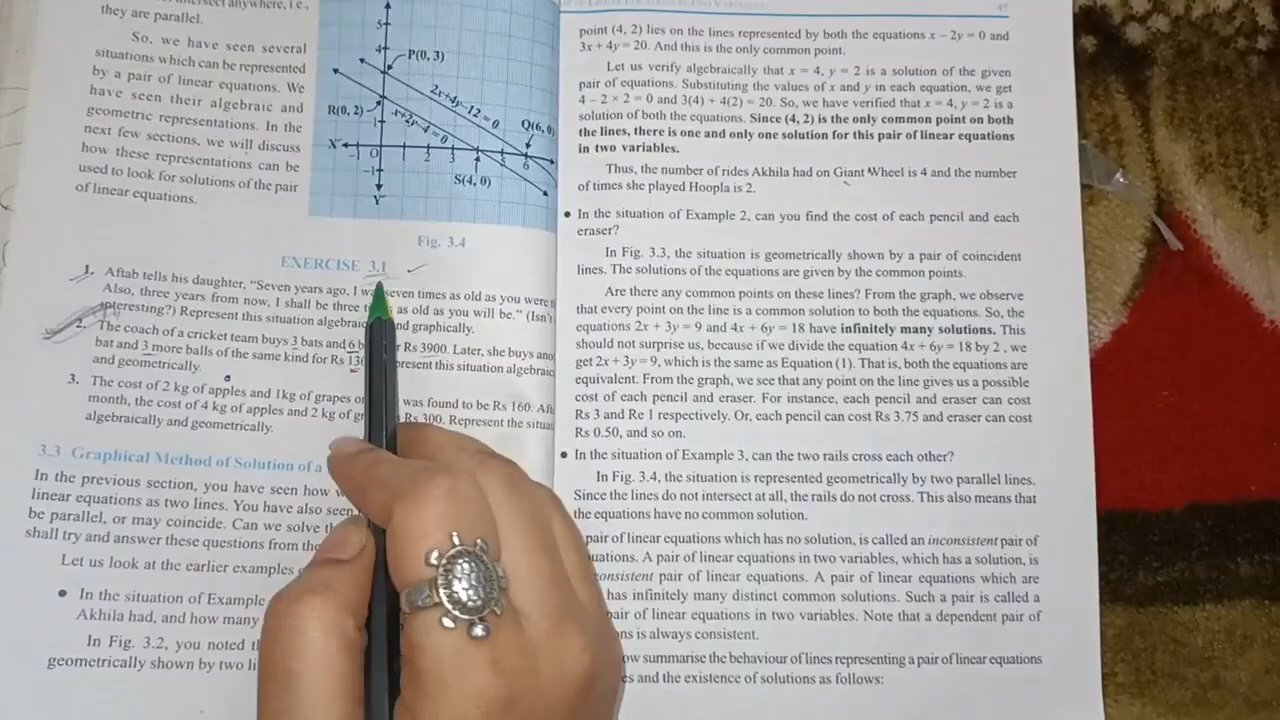 they are parallel.
So, we have seen several
situations which can be represented
by a pair of linear equations. We
have seen their algebraic and
geometric representations. In the
next few sections, we will discuss
how these representations can be
used to look for solutions of the pair
of linear equations.
5
4
P(0, 3)
2x+4y–12=0
R(0, 2)
1
x+2y–4=0
Q(6, 0)
X'
–1
O
2
3
4
5
6
–1
S(4, 0)
Y'
Fig. 3.4
EXERCISE 3.1
1. Aftab tells his daughter, “Seven years ago, I was seven times as old as you were
Also, three years from now, I shall be three as old as you will be.” (Isn't
interesting?) Represent this situation and graphically.
2. The coach of a cricket team buys 3 bats and 6 Rs 3900. Later, she buys
bat and 3 more balls of the same kind for Rs this situation
and geometrically.
3. The cost of 2 kg of apples and 1kg of grapes was found to be Rs 160.
month, the cost of 4 kg of apples and 2 kg of Rs 300. Represent the
algebraically and geometrically.
3.3 Graphical Method of Solution of a
In the previous section, you have seen how
linear equations as two lines. You have also seen
be parallel, or may coincide. Can we solve
shall try and answer these questions from
Let us look at the earlier examples
• In the situation of Example
Akhila had, and how many
In Fig. 3.2, you noted
geometrically shown by two
45
point (4, 2) lies on the lines represented by both the equations x – 2y = 0 and
3x + 4y = 20. And this is the only common point.
Let us verify algebraically that x = 4, y = 2 is a solution of the given
pair of equations. Substituting the values of x and y in each equation, we get
4 – 2 × 2 = 0 and 3(4) + 4(2) = 20. So, we have verified that x = 4, y = 2 is a
solution of both the equations. Since (4, 2) is the only common point on both
the lines, there is one and only one solution for this pair of linear equations
in two variables.
Thus, the number of rides Akhila had on Giant Wheel is 4 and the number
of times she played Hoopla is 2.
• In the situation of Example 2, can you find the cost of each pencil and each
eraser?
In Fig. 3.3, the situation is geometrically shown by a pair of coincident
lines. The solutions of the equations are given by the common points.
Are there any common points on these lines? From the graph, we observe
that every point on the line is a common solution to both the equations. So, the
equations 2x + 3y = 9 and 4x + 6y = 18 have infinitely many solutions. This
should not surprise us, because if we divide the equation 4x + 6y = 18 by 2 , we
get 2x + 3y = 9, which is the same as Equation (1). That is, both the equations are
equivalent. From the graph, we see that any point on the line gives us a possible
cost of each pencil and eraser. For instance, each pencil and eraser can cost
Rs 3 and Re 1 respectively. Or, each pencil can cost Rs 3.75 and eraser can cost
Rs 0.50, and so on.
• In the situation of Example 3, can the two rails cross each other?
In Fig. 3.4, the situation is represented geometrically by two parallel lines.
Since the lines do not intersect at all, the rails do not cross. This also means that
the equations have no common solution.
pair of linear equations which has no solution, is called an inconsistent pair of
A pair of linear equations in two variables, which has a solution, is
pair of linear equations. A pair of linear equations which are
has infinitely many distinct common solutions. Such a pair is called a
of linear equations in two variables. Note that a dependent pair of
is always consistent.
summarise the behaviour of lines representing a pair of linear equations
and the existence of solutions as follows: